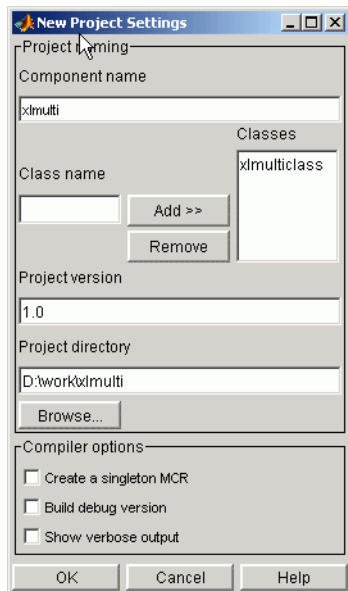 New Project Settings
Project naming
Component name
xlmulti
Classes
xlmulticlass
Class name
Add >>
Remove
Project version
1.0
Project directory
D:\work\xlmulti
Browse...
Compiler options
Create a singleton MCR
Build debug version
Show verbose output
OK
Cancel
Help